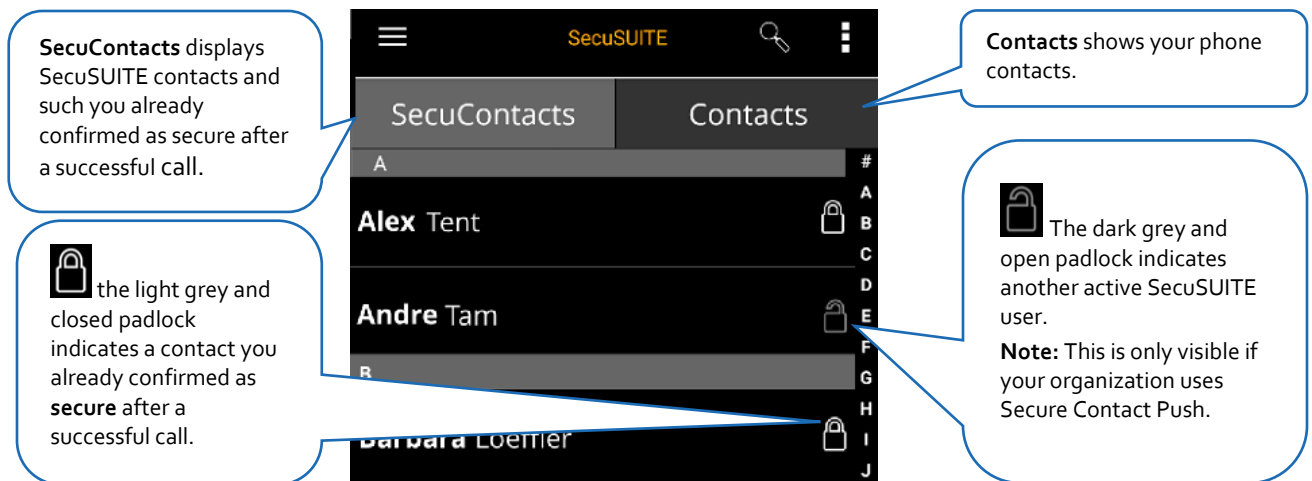 SecuContacts displays
SecuSUITE contacts and
such you already
confirmed as secure after
a successful call.
the light grey and
closed padlock
indicates a contact you
already confirmed as
secure after a
successful call.
SecuSUITE
SecuContacts
Contacts
A
Alex Tent
Andre Tam
B
Barbara Loeffler
#
A
B
C
D
E
F
G
H
I
J
Contacts shows your phone
contacts.
The dark grey and
open padlock indicates
another active SecuSUITE
user.
Note: This is only visible if
your organization uses
Secure Contact Push.